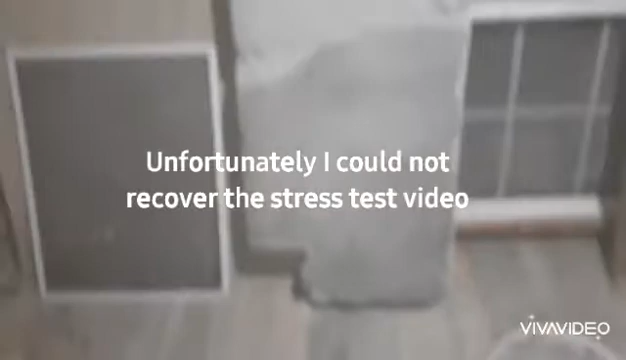 Unfortunately I could not
recover the stress test video
VIVAVIDEO